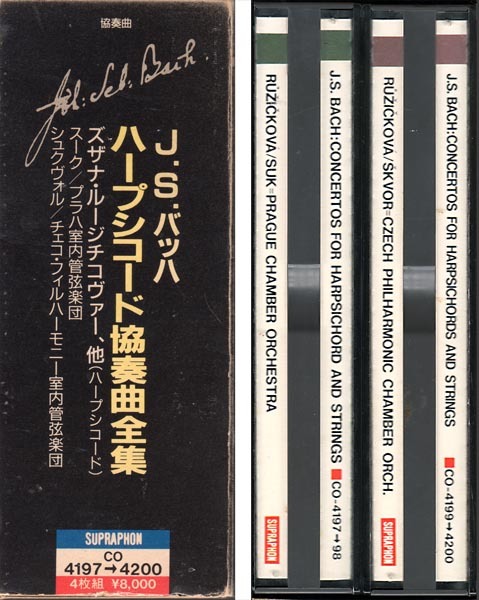 協奏曲
Joh: Seb: Bach.
J.S.バッハ
ハープシコード協奏曲全集
ズザナ・ルージチコヴァー、他(ハープシコード)
スーク/プラハ室内管弦楽団
シュクヴォル/チェコ・フィルハーモニー室内管弦楽団
SUPRAPHON
CO
4197→4200
4枚組 ¥8,000
RŮŽIČKOVA/SUK=PRAGUE CHAMBER ORCHESTRA
SUPRAPHON
J.S. BACH:CONCERTOS FOR HARPSICHORD AND STRINGS ■ CO-4197→98
RŮŽIČKOVA/ŠKVOR=CZECH PHILHARMONIC CHAMBER ORCH.
SUPRAPHON
J.S. BACH:CONCERTOS FOR HARPSICHORDS AND STRINGS ■ CO-4199→4200